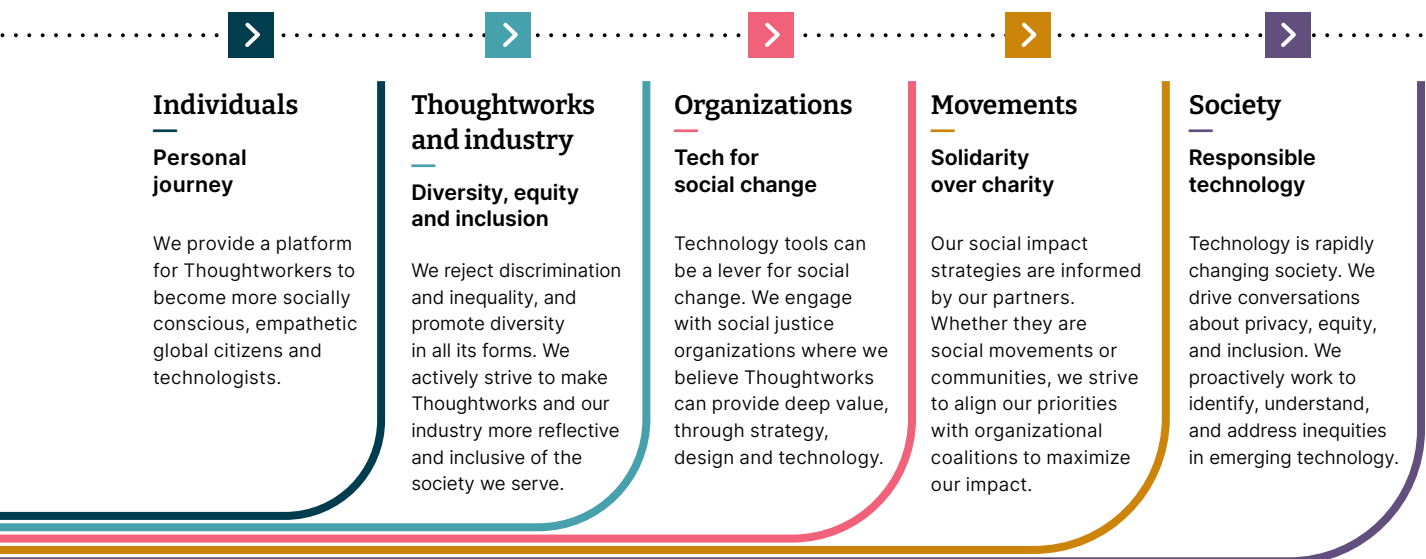 Individuals
Personal
journey
We provide a platform
for Thoughtworkers to
become more socially
conscious, empathetic
global citizens and
technologists.
Thoughtworks
and industry
Diversity, equity
and inclusion
We reject discrimination
and inequality, and
promote diversity
in all its forms. We
actively strive to make
Thoughtworks and our
industry more reflective
and inclusive of the
society we serve.
Organizations
Tech for
social change
Technology tools can
be a lever for social
change. We engage
with social justice
organizations where we
believe Thoughtworks
can provide deep value,
through strategy,
design and technology.
Movements
Solidarity
over charity
Our social impact
strategies are informed
by our partners.
Whether they are
social movements or
communities, we strive
to align our priorities
with organizational
coalitions to maximize
our impact.
Society
Responsible
technology
Technology is rapidly
changing society. We
drive conversations
about privacy, equity,
and inclusion. We
proactively work to
identify, understand,
and address inequities
in emerging technology.